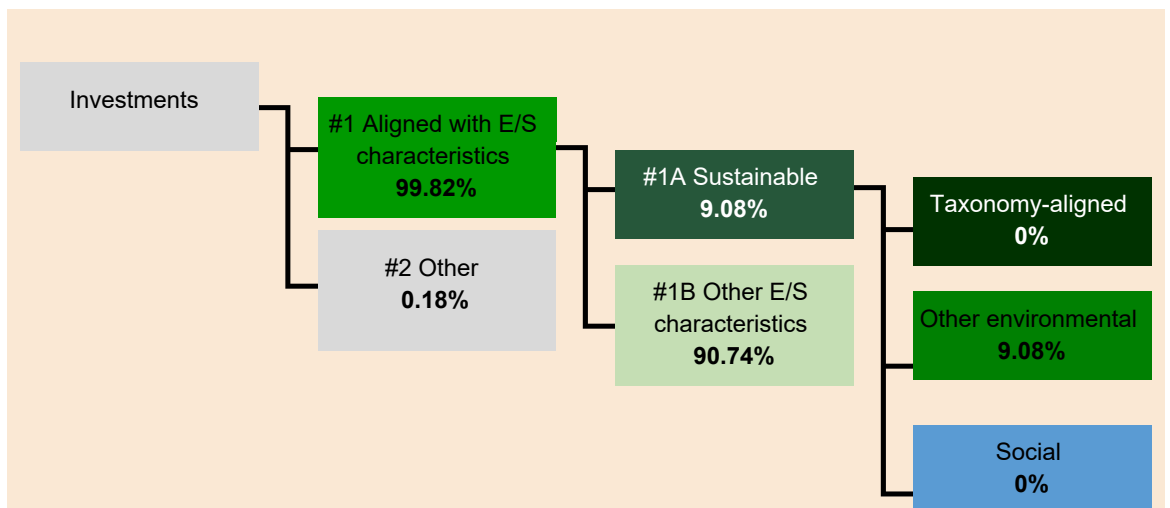 Investments
#1 Aligned with E/S
characteristics
99.82%
#2 Other
0.18%
#1A Sustainable
9.08%
#1B Other E/S
characteristics
90.74%
Taxonomy-aligned
0%
Other environmental
9.08%
Social
0%